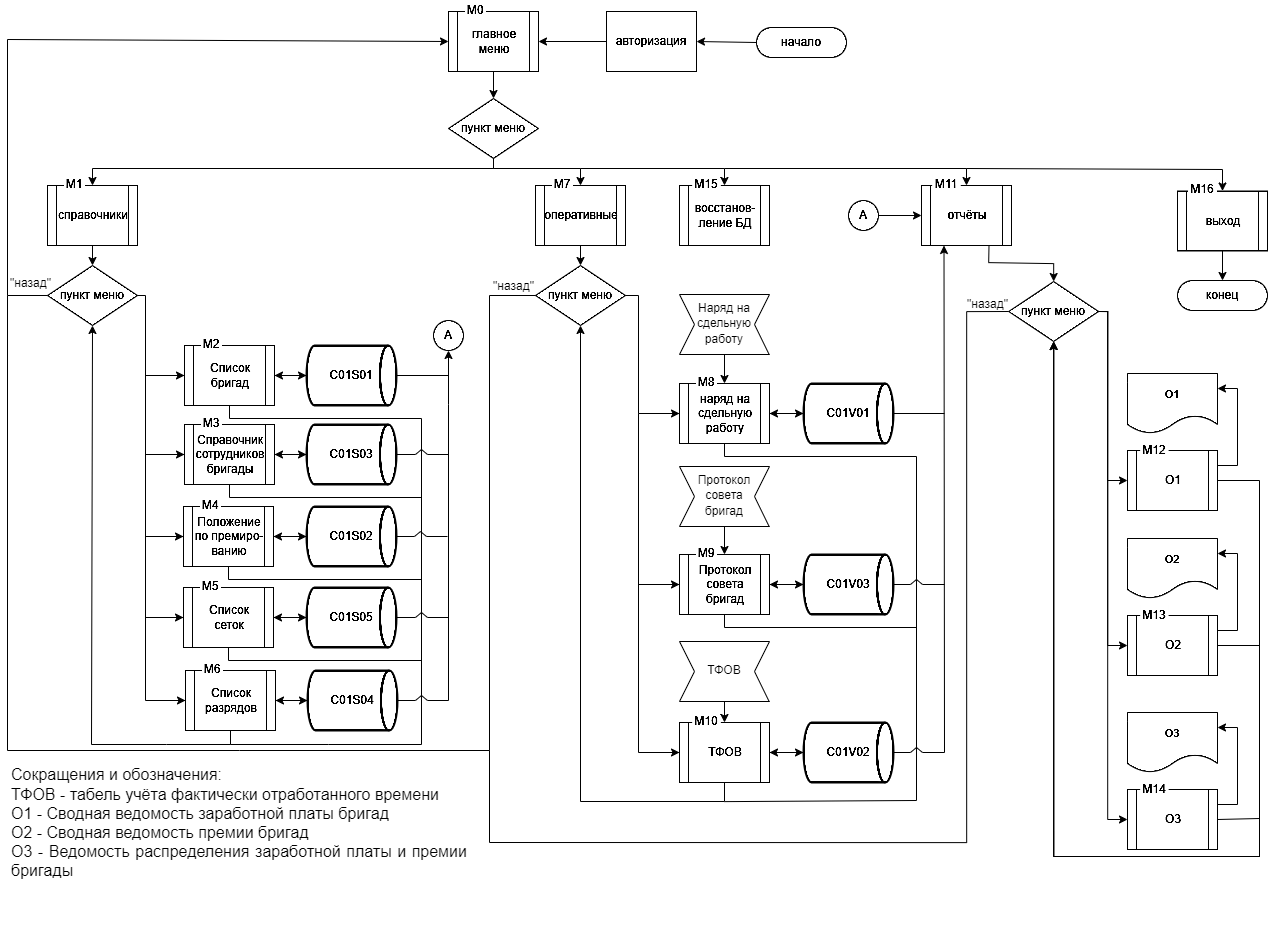 M0
главное
меню
авторизация
начало
пункт меню
M1
справочники
M7
оперативные
M15
восстанов-
ление БД
A
M11
отчёты
M16
выход
"назад"
пункт меню
"назад"
пункт меню
"назад"
пункт меню
конец
A
M2
Список
бригад
C01S01
M3
Справочник
сотрудников
бригады
C01S03
M4
Положение
по премиро-
ванию
C01S02
M5
Список
сеток
C01S05
M6
Список
разрядов
C01S04
Наряд на
сдельную
работу
M8
наряд на
сдельную
работу
C01V01
Протокол
совета
бригад
M9
Протокол
совета
бригад
C01V03
ТФОВ
M10
ТФОВ
C01V02
O1
M12
O1
O2
M13
O2
O3
M14
O3
Сокращения и обозначения:
ТФОВ - табель учёта фактически отработанного времени
О1 - Сводная ведомость заработной платы бригад
О2 - Сводная ведомость премии бригад
О3 - Ведомость распределения заработной платы и премии
бригады